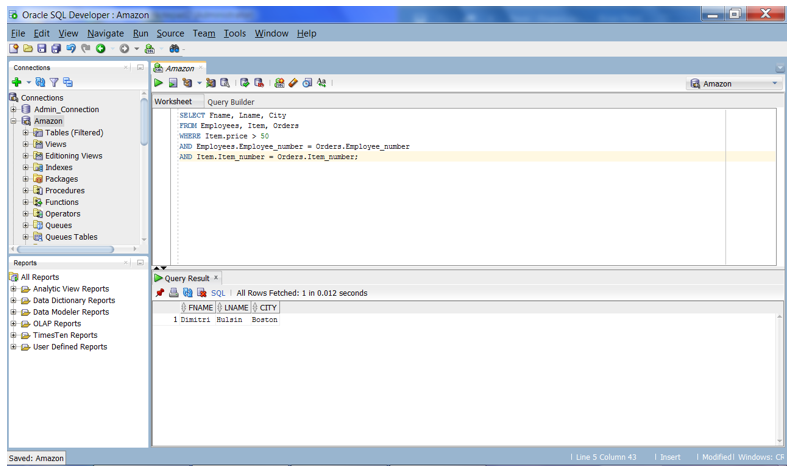 Oracle SQL Developer : Amazon
File Edit View Navigate Run Source Team Tools Window Help
Connections
Amazon
Connections
Admin_Connection
Amazon
Tables (Filtered)
Views
Editioning Views
Indexes
Packages
Procedures
Functions
Operators
Queues
Queues Tables
Reports
All Reports
Analytic View Reports
Data Dictionary Reports
Data Modeler Reports
OLAP Reports
TimesTen Reports
User Defined Reports
Amazon
Worksheet Query Builder
SELECT Fname, Lname, City
FROM Employees, Item, Orders
WHERE Item.price > 50
AND Employees.Employee_number = Orders.Employee_number
AND Item.Item_number = Orders.Item_number;
Query Result
SQL All Rows Fetched: 1 in 0.012 seconds
FNAME LNAME CITY
1 Dimitri Hulsin Boston
Saved: Amazon
Line 5 Column 43 Insert Modified Windows: CR